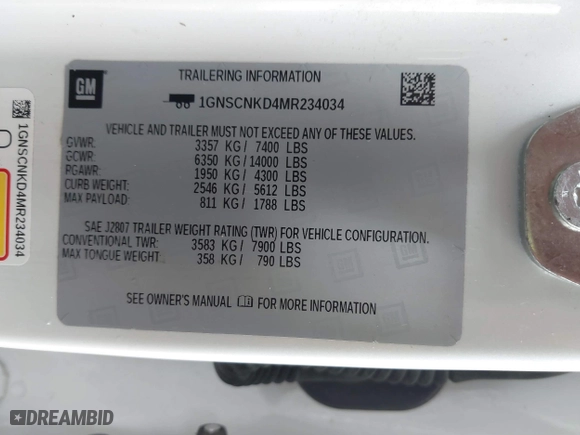 GM
TRAILERING INFORMATION
1GNSCNKD4MR234034
VEHICLE AND TRAILER MUST NOT EXCEED ANY OF THESE VALUES.
GVWR: 3357 KG / 7400 LBS
GCWR: 6350 KG / 14000 LBS
RGAWR: 1950 KG / 4300 LBS
CURB WEIGHT: 2546 KG / 5612 LBS
MAX PAYLOAD: 811 KG / 1788 LBS
SAE J2807 TRAILER WEIGHT RATING (TWR) FOR VEHICLE CONFIGURATION.
CONVENTIONAL TWR: 3583 KG / 7900 LBS
MAX TONGUE WEIGHT: 358 KG / 790 LBS
SEE OWNER'S MANUAL FOR MORE INFORMATION
1GNSCNKD4MR234034
DREAMBID